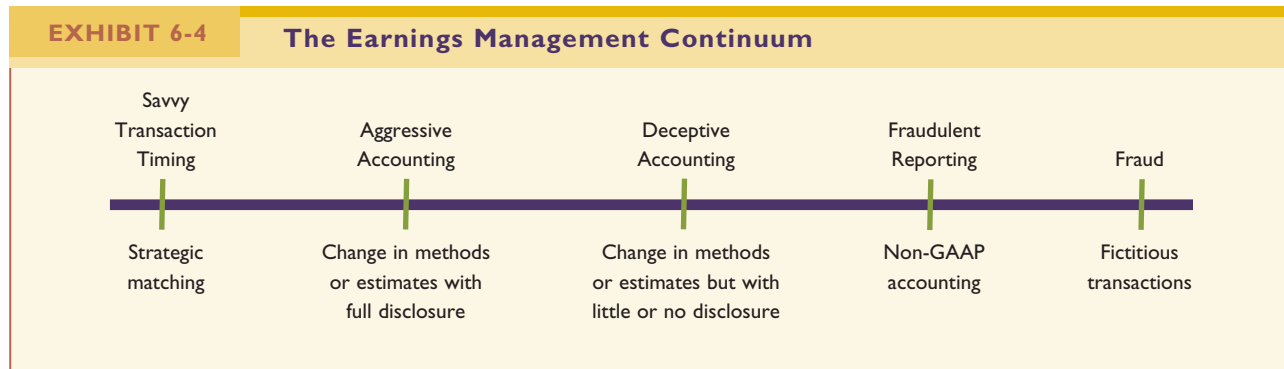 EXHIBIT 6-4
The Earnings Management Continuum
Savvy
Transaction
Timing
Aggressive
Accounting
Deceptive
Accounting
Fraudulent
Reporting
Fraud
Strategic
matching
Change in methods
or estimates with
full disclosure
Change in methods
or estimates but with
little or no disclosure
Non-GAAP
accounting
Fictitious
transactions